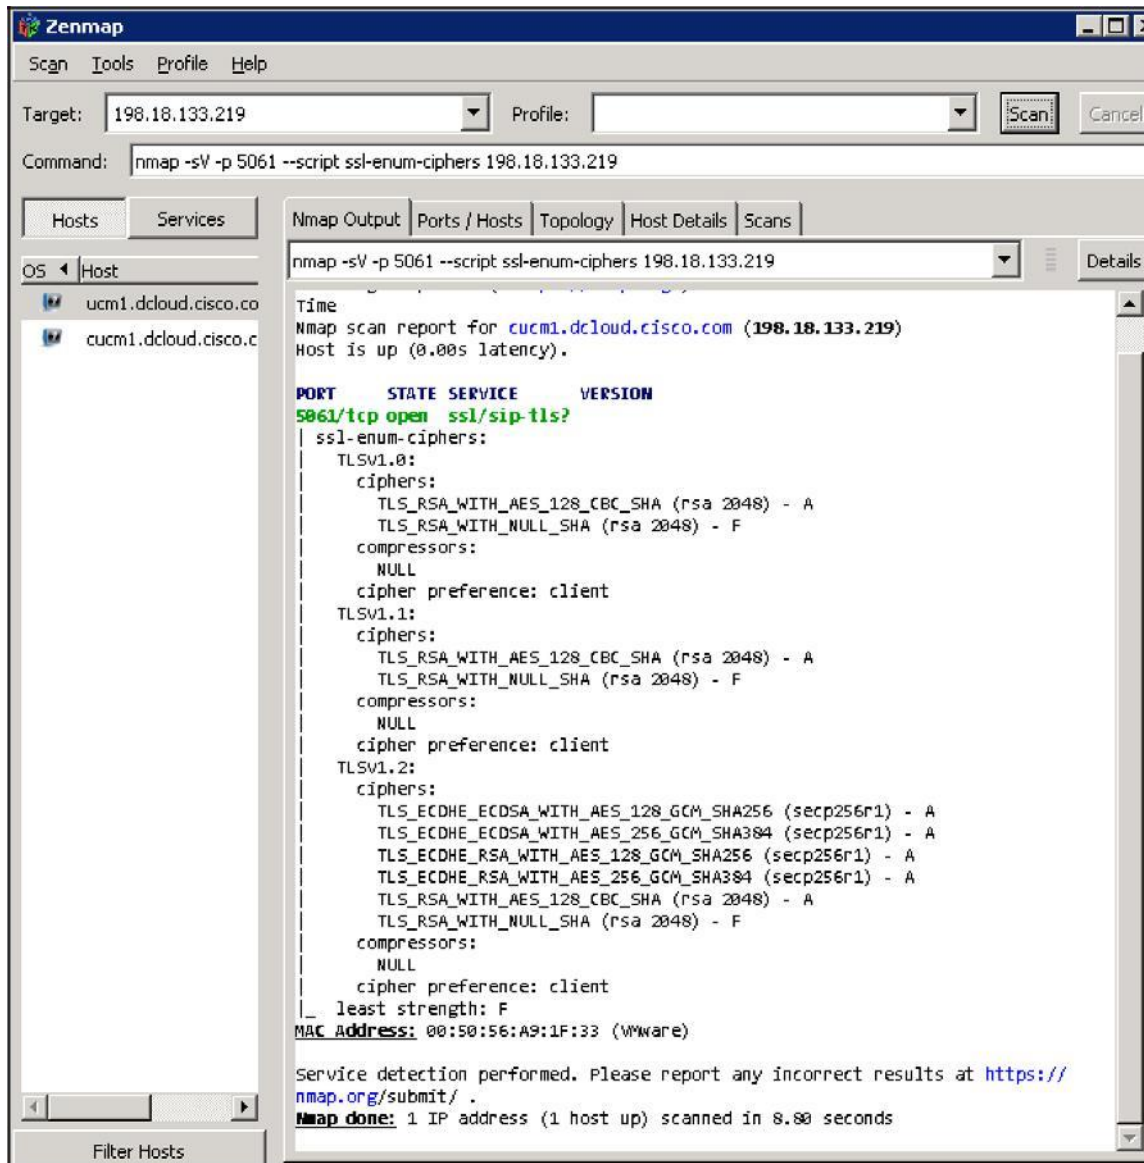 Zenmap
Scan Tools Profile Help
Target: 198.18.133.219 Profile: Scan Cancel
Command: nmap -sV -p 5061 --script ssl-enum-ciphers 198.18.133.219
Hosts Services
Nmap Output Ports / Hosts Topology Host Details Scans
OS Host
nmap -sV -p 5061 --script ssl-enum-ciphers 198.18.133.219 Details
ucm1.dcloud.cisco.co
cucm1.dcloud.cisco.c
Time
Nmap scan report for cucm1.dcloud.cisco.com (198.18.133.219)
Host is up (0.00s latency).
PORT STATE SERVICE VERSION
5061/tcp open ssl/sip-tls?
| ssl-enum-ciphers:
| TLSv1.0:
| ciphers:
| TLS_RSA_WITH_AES_128_CBC_SHA (rsa 2048) - A
| TLS_RSA_WITH_NULL_SHA (rsa 2048) - F
| compressors:
| NULL
| cipher preference: client
| TLSv1.1:
| ciphers:
| TLS_RSA_WITH_AES_128_CBC_SHA (rsa 2048) - A
| TLS_RSA_WITH_NULL_SHA (rsa 2048) - F
| compressors:
| NULL
| cipher preference: client
| TLSv1.2:
| ciphers:
| TLS_ECDHE_ECDSA_WITH_AES_128_GCM_SHA256 (secp256r1) - A
| TLS_ECDHE_ECDSA_WITH_AES_256_GCM_SHA384 (secp256r1) - A
| TLS_ECDHE_RSA_WITH_AES_128_GCM_SHA256 (secp256r1) - A
| TLS_ECDHE_RSA_WITH_AES_256_GCM_SHA384 (secp256r1) - A
| TLS_RSA_WITH_AES_128_CBC_SHA (rsa 2048) - A
| TLS_RSA_WITH_NULL_SHA (rsa 2048) - F
| compressors:
| NULL
| cipher preference: client
|_ least strength: F
MAC Address: 00:50:56:A9:1F:33 (VMware)
Service detection performed. Please report any incorrect results at https://
nmap.org/submit/ .
Nmap done: 1 IP address (1 host up) scanned in 8.80 seconds
Filter Hosts